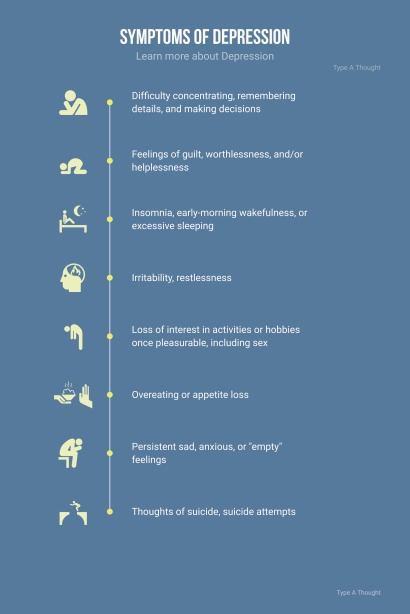 SYMPTOMS OF DEPRESSION
Learn more about Depression
Type A Thought
Difficulty concentrating, remembering
details, and making decisions
Feelings of guilt, worthlessness, and/or
helplessness
Insomnia, early-morning wakefulness, or
excessive sleeping
Irritability, restlessness
Loss of interest in activities or hobbies
once pleasurable, including sex
Overeating or appetite loss
Persistent sad, anxious, or "empty"
feelings
Thoughts of suicide, suicide attempts
Type A Thought